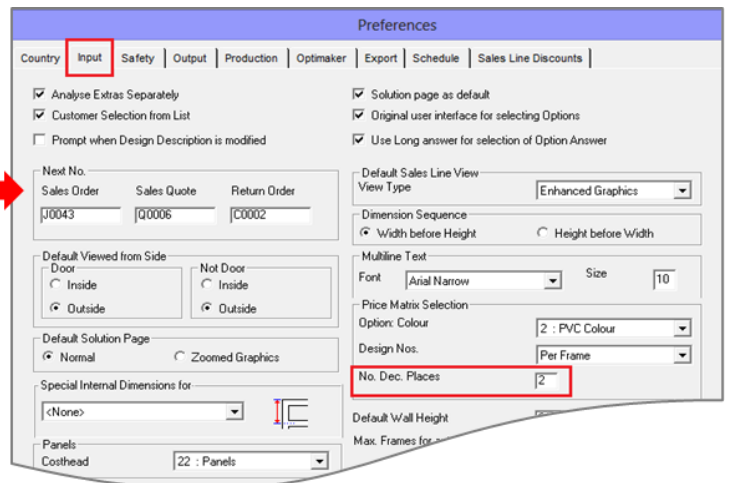 Preferences
Country Input Safety Output Production Optimaker Export Schedule Sales Line Discounts
Analyse Extras Separately
Customer Selection from List
Prompt when Design Description is modified
Solution page as default
Original user interface for selecting Options
Use Long answer for selection of Option Answer
Next No.
Sales Order Sales Quote Return Order
J0043 Q0006 C0002
Default Viewed from Side
Door Not Door
Inside Inside
Outside Outside
Default Solution Page
Normal Zoomed Graphics
Special Internal Dimensions for
<None>
Panels
Costhead 22 : Panels
Default Sales Line View
View Type Enhanced Graphics
Dimension Sequence
Width before Height Height before Width
Multiline Text
Font Arial Narrow Size 10
Price Matrix Selection
Option: Colour 2 : PVC Colour
Design Nos. Per Frame
No. Dec. Places 2
Default Wall Height
Max. Frames for